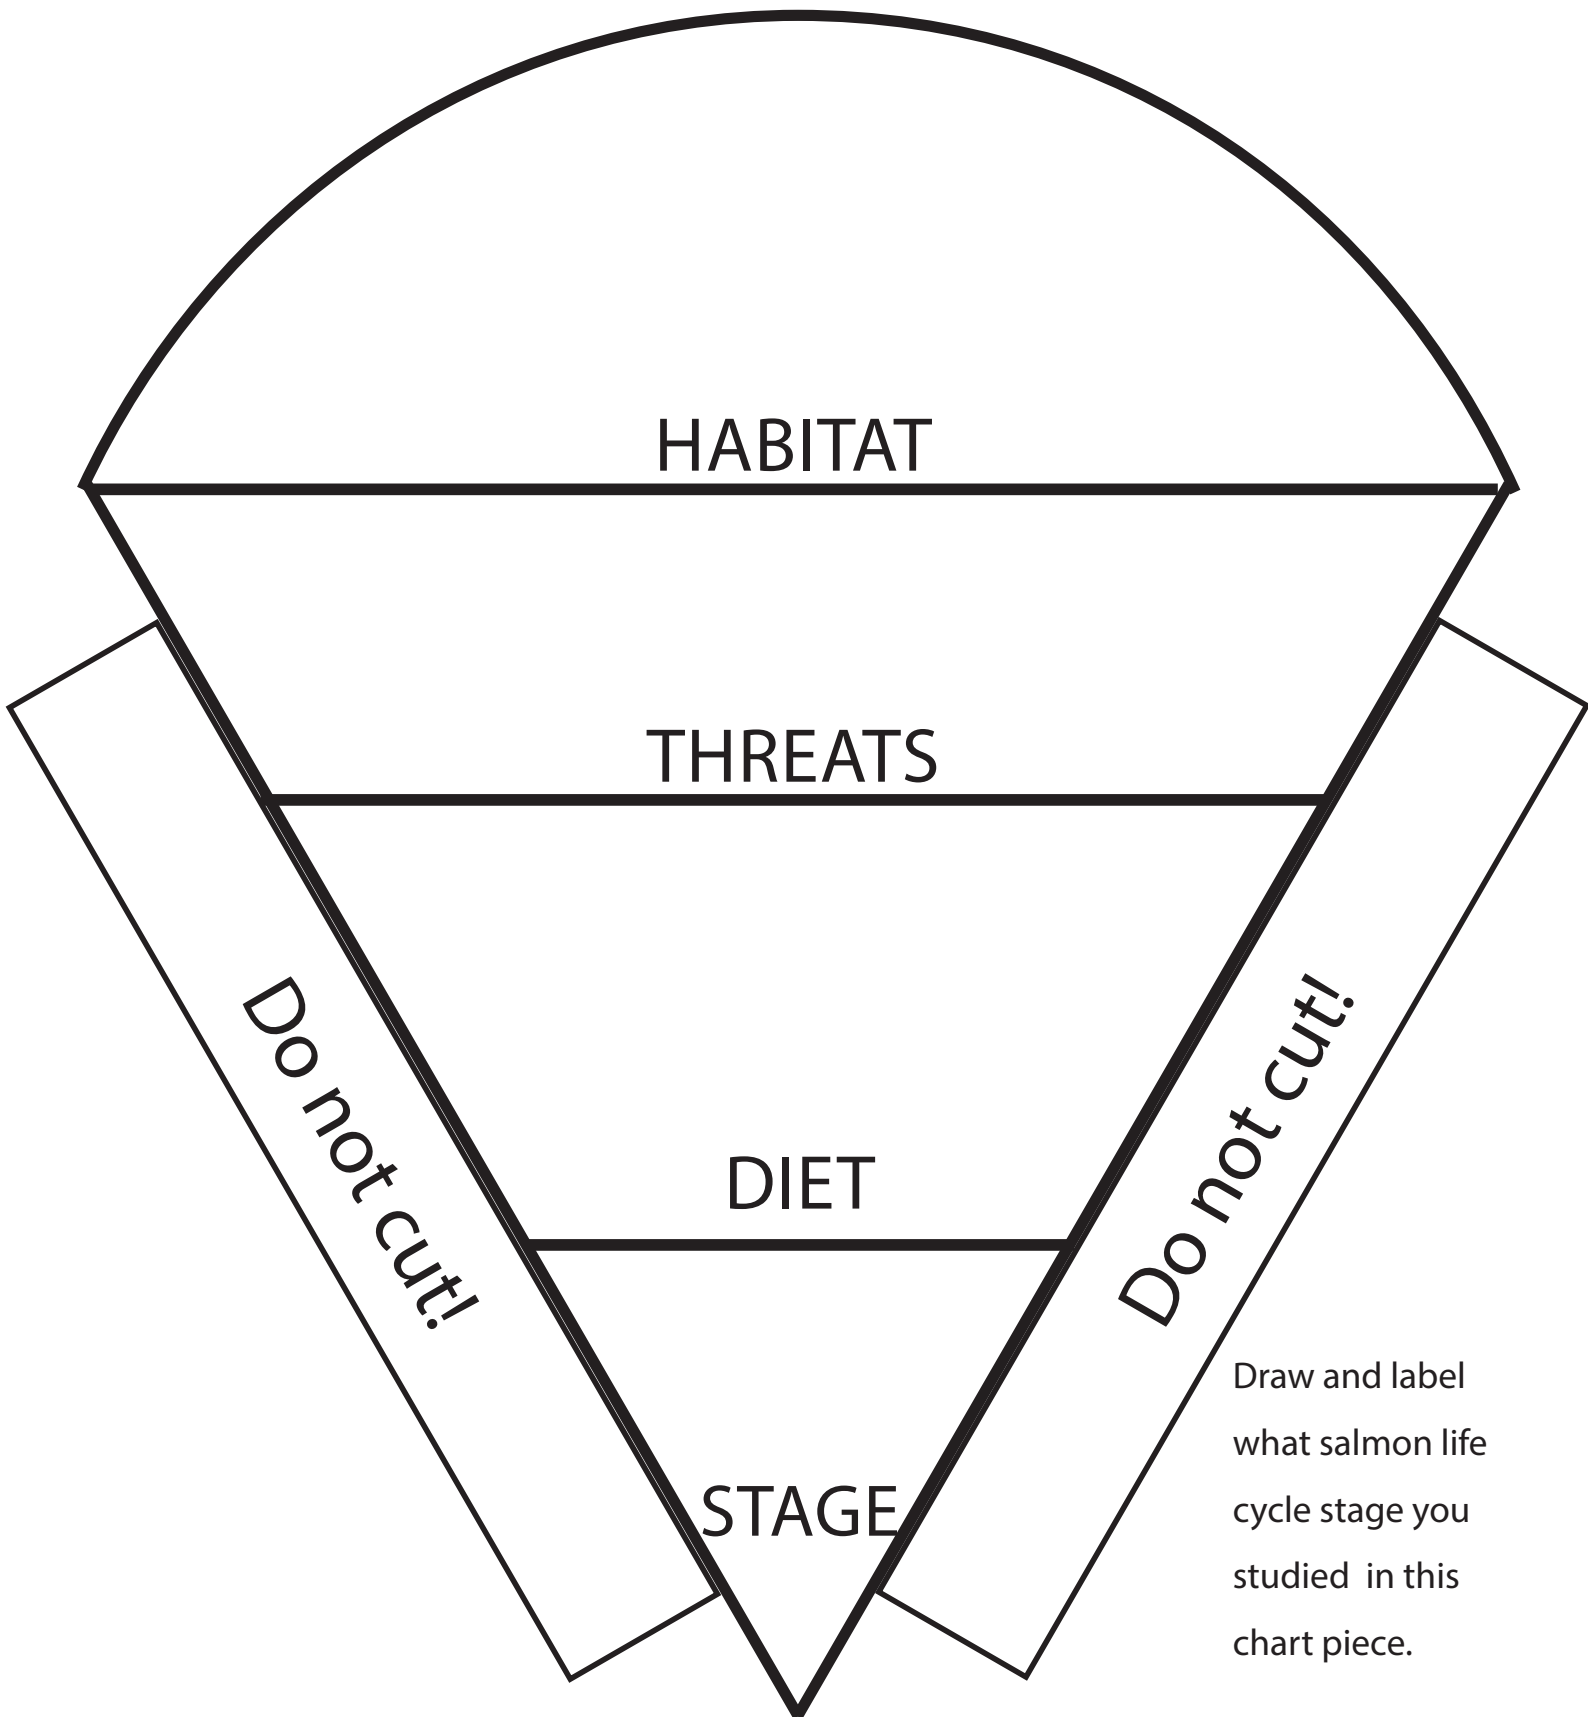 HABITAT
THREATS
Do not cut!
Do not cut!
DIET
STAGE
Draw and label
what salmon life
cycle stage you
studied in this
chart piece.